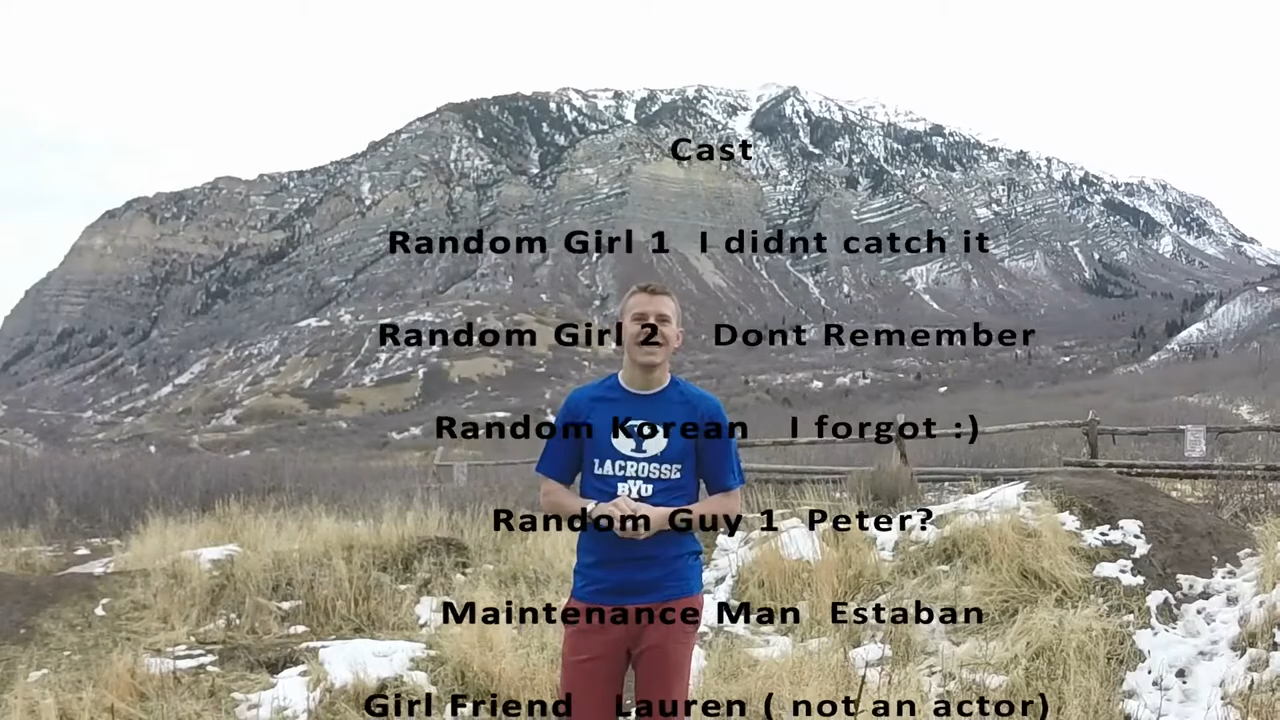 Cast
Random Girl 1 I didnt catch it
Random Girl 2 Dont Remember
Random Korean I forgot :)
Y
LACROSSE
BYU
Random Guy 1 Peter?
Maintenance Man Estaban
Girl Friend Lauren ( not an actor)